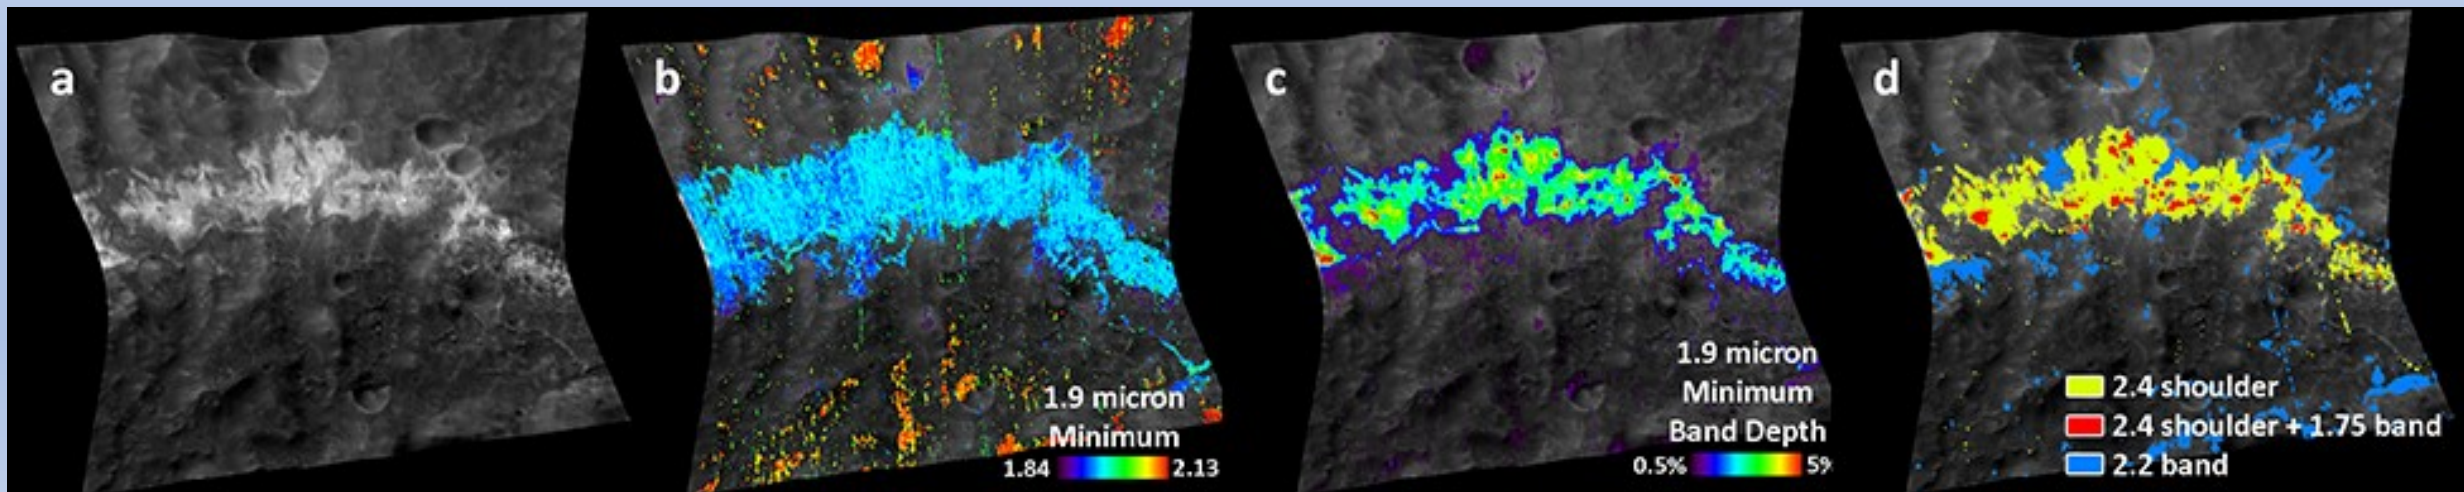 a
b
1.9 micron
Minimum
1.84 2.13
c
1.9 micron
Minimum
Band Depth
0.5% 5%
d
2.4 shoulder
2.4 shoulder + 1.75 band
2.2 band